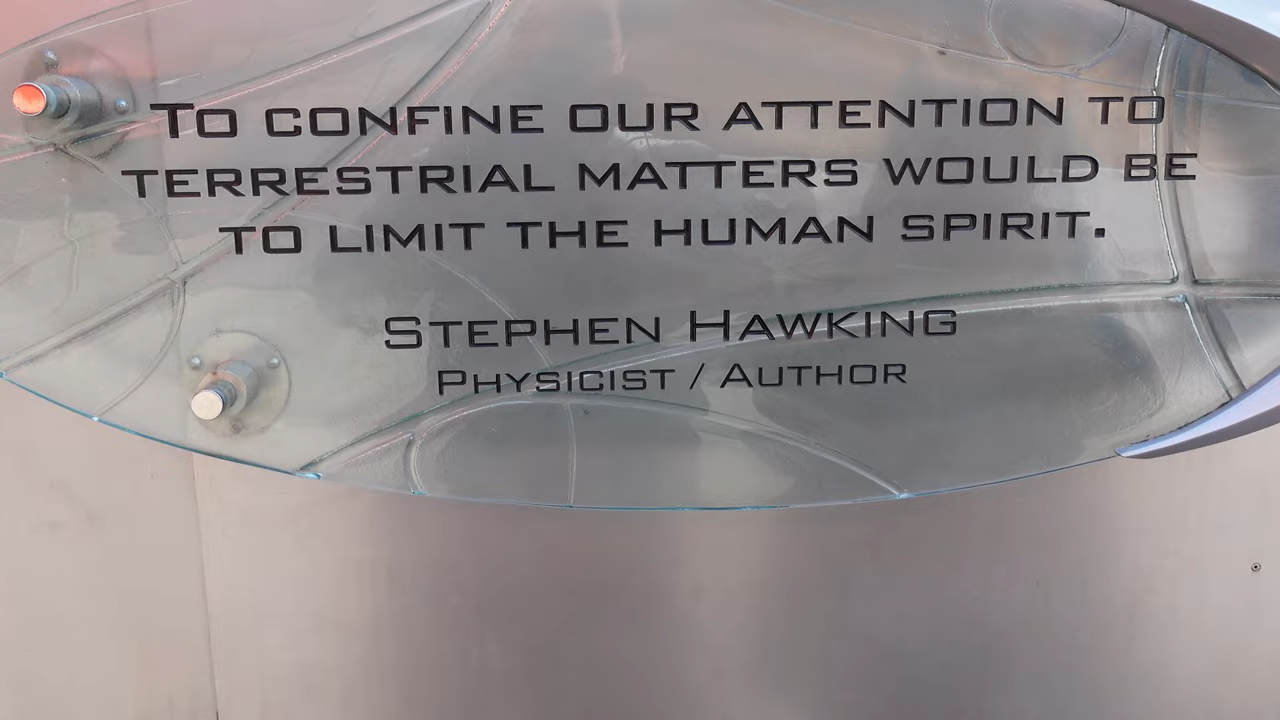 TO CONFINE OUR ATTENTION TO
TERRESTRIAL MATTERS WOULD BE
TO LIMIT THE HUMAN SPIRIT.
STEPHEN HAWKING
PHYSICIST / AUTHOR